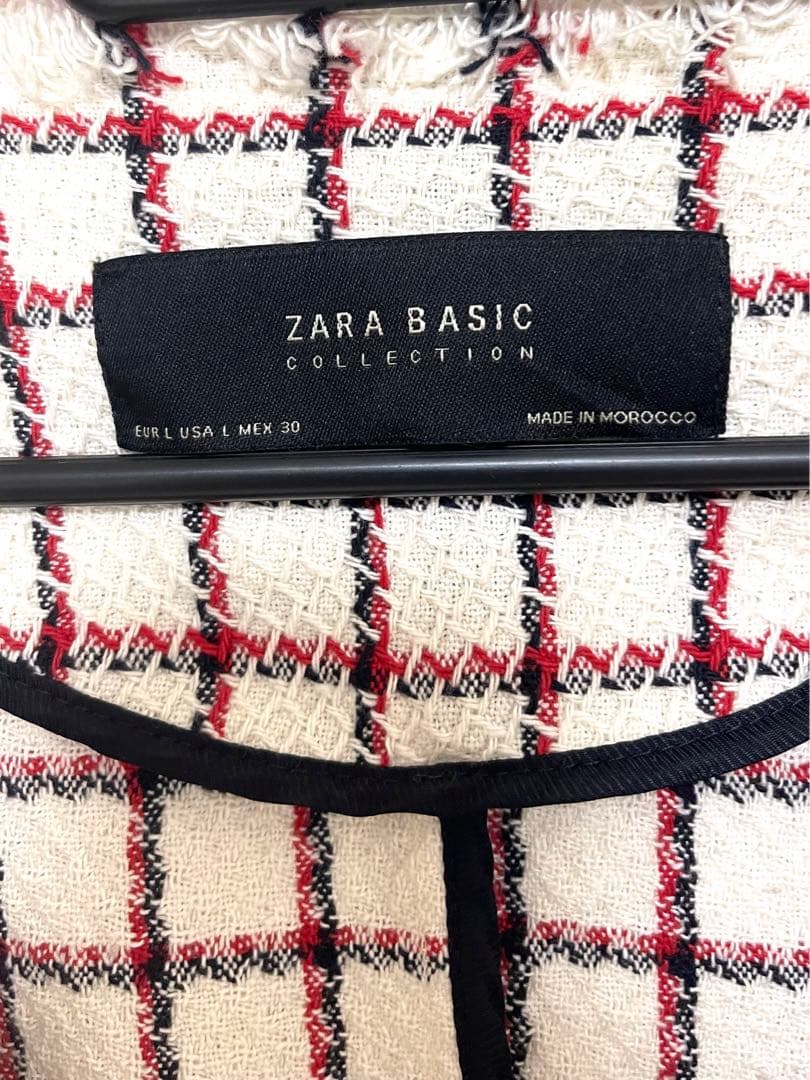 ZARA BASIC
COLLECTION
EUR L USA L MEX 30
MADE IN MOROCCO